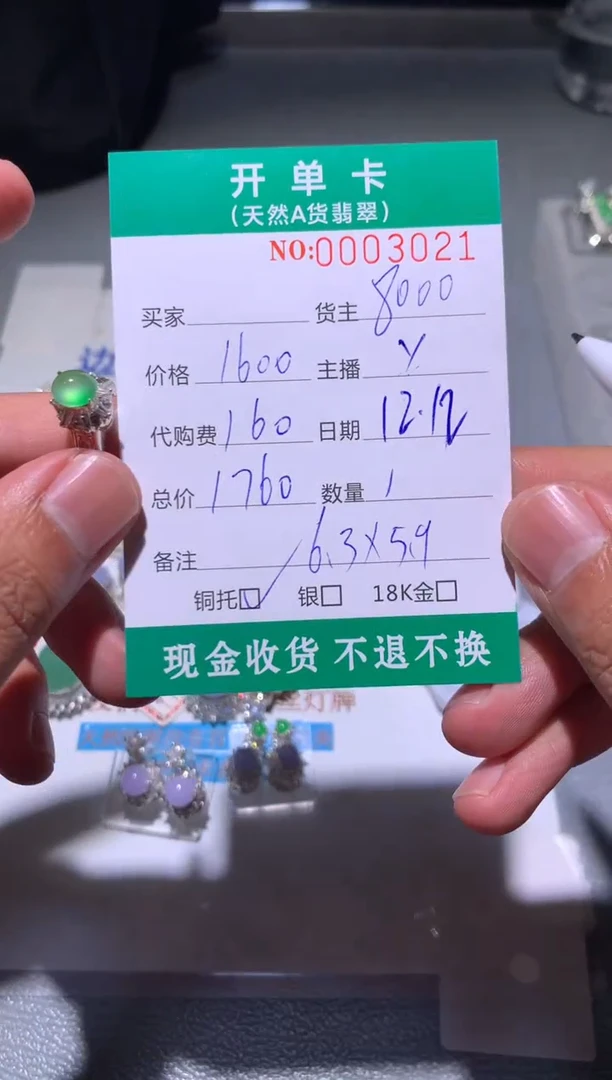 开单卡
(天然A货翡翠)
NO:0003021
买家 货主 8000
价格 1600 主播 Y
代购费 160 日期 12.12
总价 1760 数量 1
备注 6.3X5.9
铜托☑ 银□ 18K金□
现金收货 不退不换
灯牌